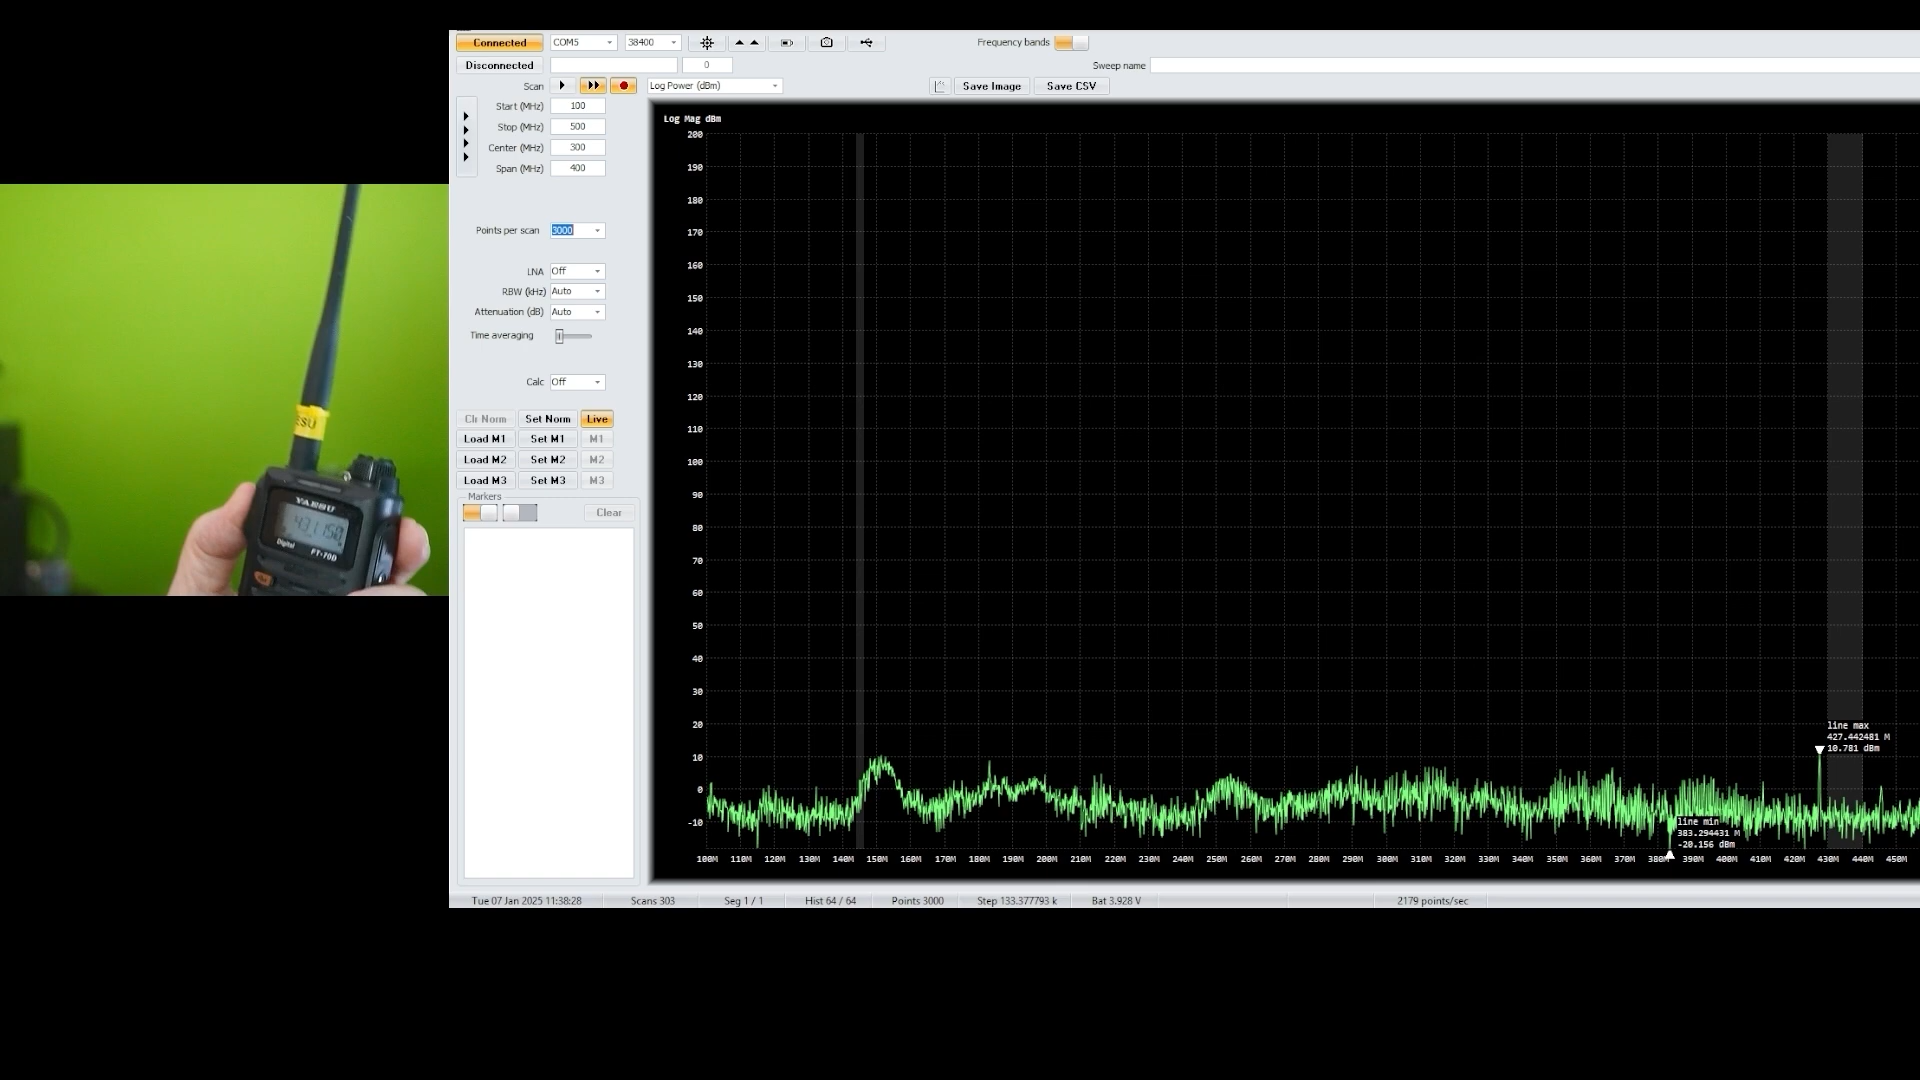 Connected COM5 38400 Frequency bands
Disconnected 0 Sweep name
Scan Log Power (dBm) Save Image Save CSV
Start (MHz) 100
Stop (MHz) 500
Center (MHz) 300
Span (MHz) 400
Points per scan 3000
LNA Off
RBW (kHz) Auto
Attenuation (dB) Auto
Time averaging
Calc Off
Clr Norm Set Norm Live
Load M1 Set M1 M1
Load M2 Set M2 M2
Load M3 Set M3 M3
Markers
Clear
Log Mag dBm
200
190
180
170
160
150
140
130
120
110
100
90
80
70
60
50
40
30
20
10
0
-10
line max
427.442481 M
10.781 dBm
line min
383.294431 M
-20.156 dBm
100M 110M 120M 130M 140M 150M 160M 170M 180M 190M 200M 210M 220M 230M 240M 250M 260M 270M 280M 290M 300M 310M 320M 330M 340M 350M 360M 370M 380M 390M 400M 410M 420M 430M 440M 450M
Tue 07 Jan 2025 11:38:28 Scans 303 Seg 1 / 1 Hist 64 / 64 Points 3000 Step 133.377793 k Bat 3.928 V 2179 points/sec
ESU
YAESU
Digital FT-70D